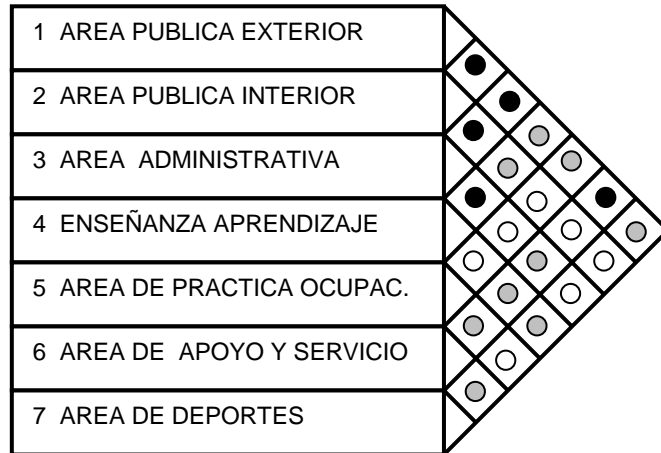 1 AREA PUBLICA EXTERIOR
2 AREA PUBLICA INTERIOR
3 AREA ADMINISTRATIVA
4 ENSEÑANZA APRENDIZAJE
5 AREA DE PRACTICA OCUPAC.
6 AREA DE APOYO Y SERVICIO
7 AREA DE DEPORTES